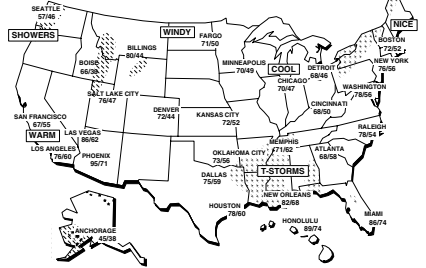 SEATTLE
57/46
SHOWERS
WINDY
FARGO
71/50
NICE
BOSTON
72/52
BILLINGS
80/44
BOISE
MINNEAPOLIS
70/49
COOL
DETROIT
68/46
NEW YORK
76/56
CHICAGO
70/47
WASHINGTON
78/56
SALT LAKE CITY
76/47
CINCINNATI
68/50
DENVER
72/44
KANSAS CITY
72/52
SAN FRANCISCO
67/55
WARM
LAS VEGAS
86/62
RALEIGH
78/54
LOS ANGELES
76/60
PHOENIX
95/71
OKLAHOMA CITY
73/56
MEMPHIS
71/62
ATLANTA
68/58
DALLAS
75/59
T-STORMS
NEW ORLEANS
82/68
HOUSTON
78/60
HONOLULU
89/74
MIAMI
86/74
ANCHORAGE
45/38